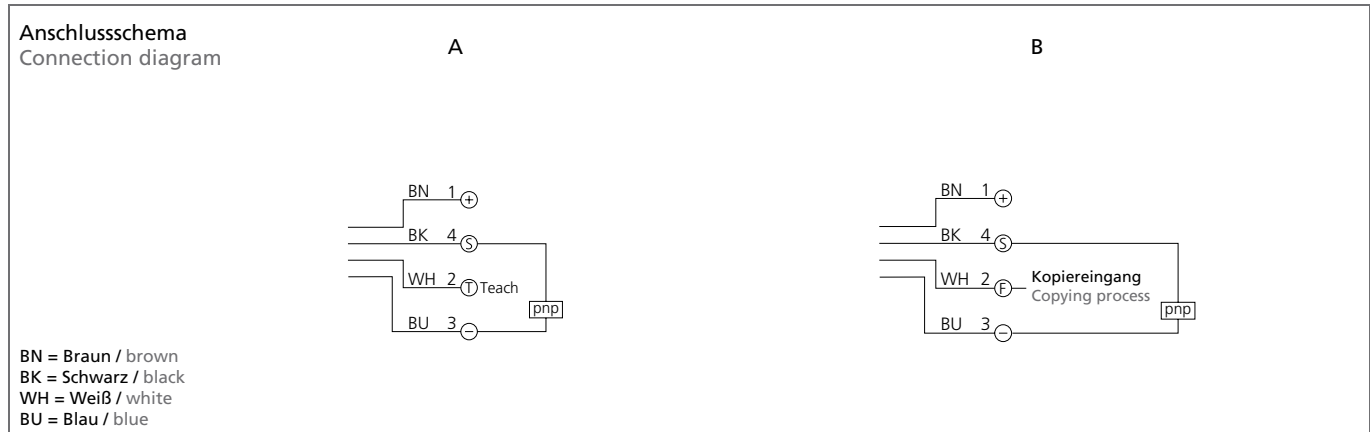 Anschlussschema
Connection diagram
A
B
BN 1 +
BK 4 S
WH 2 T Teach
pnp
BU 3 −
BN 1 +
BK 4 S
WH 2 F Kopiereingang
Copying process
pnp
BU 3 −
BN = Braun / brown
BK = Schwarz / black
WH = Weiß / white
BU = Blau / blue